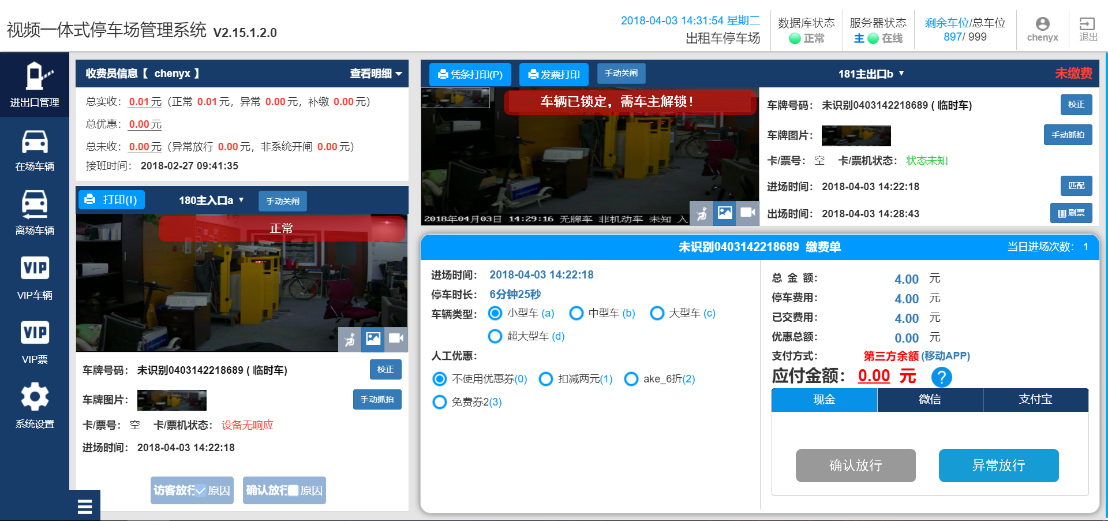 视频一体式停车场管理系统 V2.15.1.2.0
2018-04-03 14:31:54 星期二
出租车停车场
数据库状态
正常
服务器状态
主 在线
剩余车位/总车位
897/ 999
chenyx
退出
进出口管理
在场车辆
离场车辆
VIP
VIP车辆
VIP
VIP票
系统设置
收费员信息【 chenyx 】 查看明细
总实收: 0.01元 (正常 0.01元, 异常 0.00元, 补缴 0.00元)
总优惠: 0.00元
总未收: 0.00元 (异常放行 0.00元, 非系统开闸 0.00元)
接班时间: 2018-02-27 09:41:35
打印(I) 180主入口a 手动关闸
正常
车牌号码: 未识别0403142218689 ( 临时车) 校正
车牌图片: 手动抓拍
卡/票号: 空 卡/票机状态: 设备无响应
进场时间: 2018-04-03 14:22:18
访客放行 原因 确认放行 原因
凭条打印(P) 发票打印 手动关闸 181主出口b 未缴费
车辆已锁定，需车主解锁！
2018年04月03日 14:29:16 无牌车 非机动车 未知 入
车牌号码: 未识别0403142218689 ( 临时车) 校正
车牌图片: 手动抓拍
卡/票号: 空 卡/票机状态: 状态未知
进场时间: 2018-04-03 14:22:18 匹配
出场时间: 2018-04-03 14:28:43 刷票
未识别0403142218689 缴费单 当日进场次数: 1
进场时间: 2018-04-03 14:22:18
停车时长: 6分钟25秒
车辆类型: 小型车 (a) 中型车 (b) 大型车 (c)
超大型车 (d)
人工优惠:
不使用优惠券(0) 扣减两元(1) ake_6折(2)
免费券2(3)
总 金 额: 4.00 元
停车费用: 4.00 元
已交费用: 4.00 元
优惠总额: 0.00 元
支付方式: 第三方余额 (移动APP)
应付金额: 0.00 元 ?
现金 微信 支付宝
确认放行 异常放行